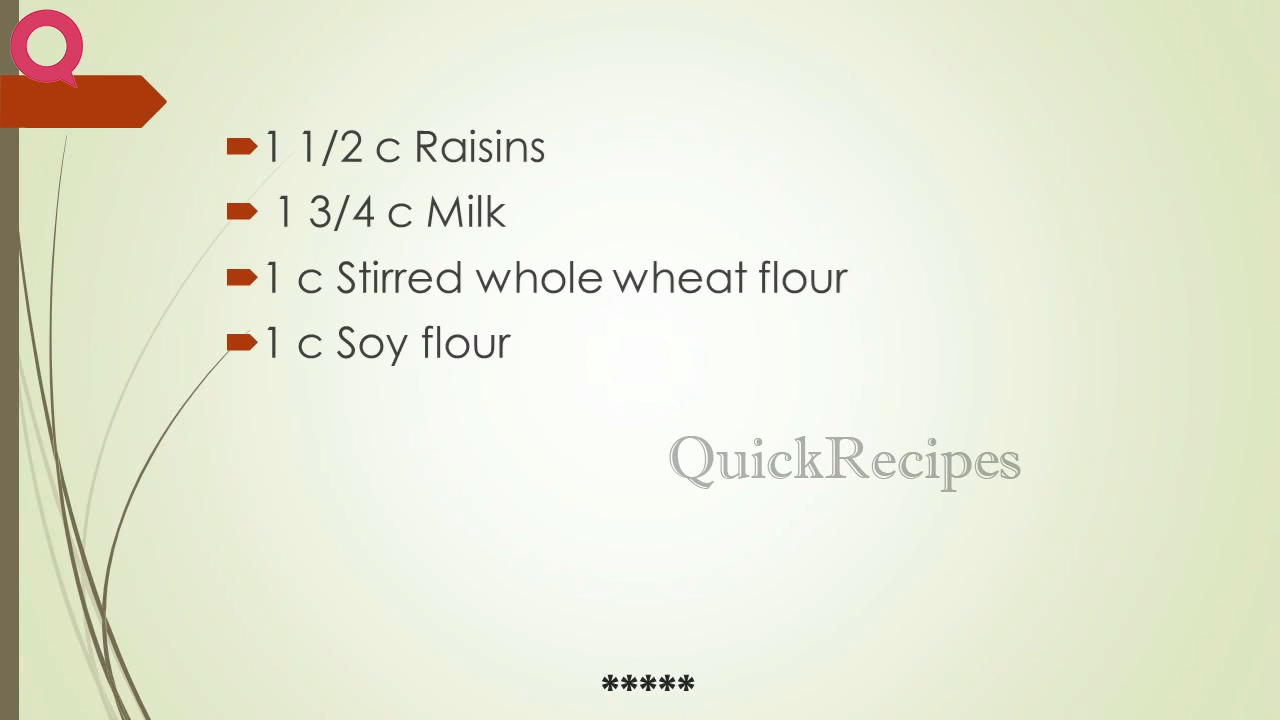 1 1/2 c Raisins
1 3/4 c Milk
1 c Stirred whole wheat flour
1 c Soy flour
QuickRecipes
*****